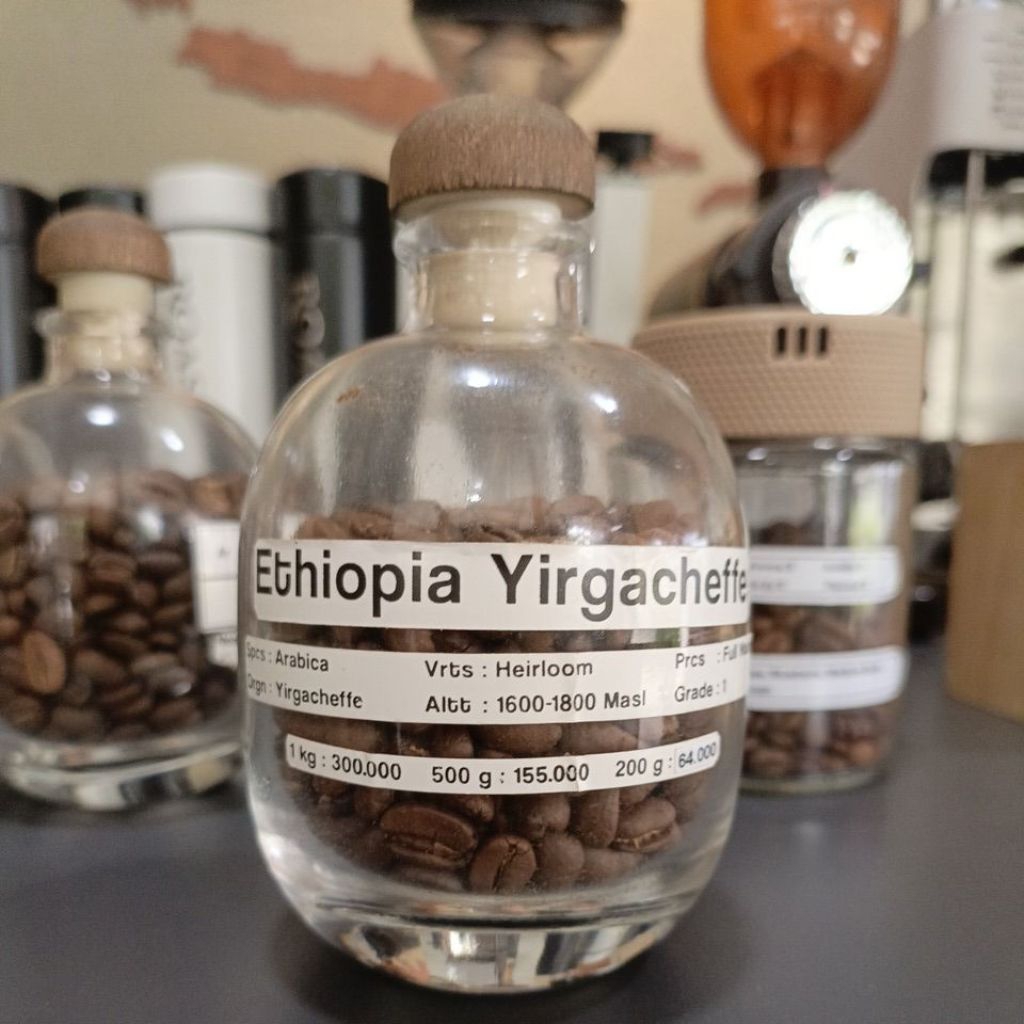 Ethiopia Yirgacheffe
Spcs : Arabica Vrts : Heirloom Prcs : Full
Orgn : Yirgacheffe Altt : 1600-1800 Masl Grade : 1
1 kg : 300.000 500 g : 155.000 200 g : 64.000